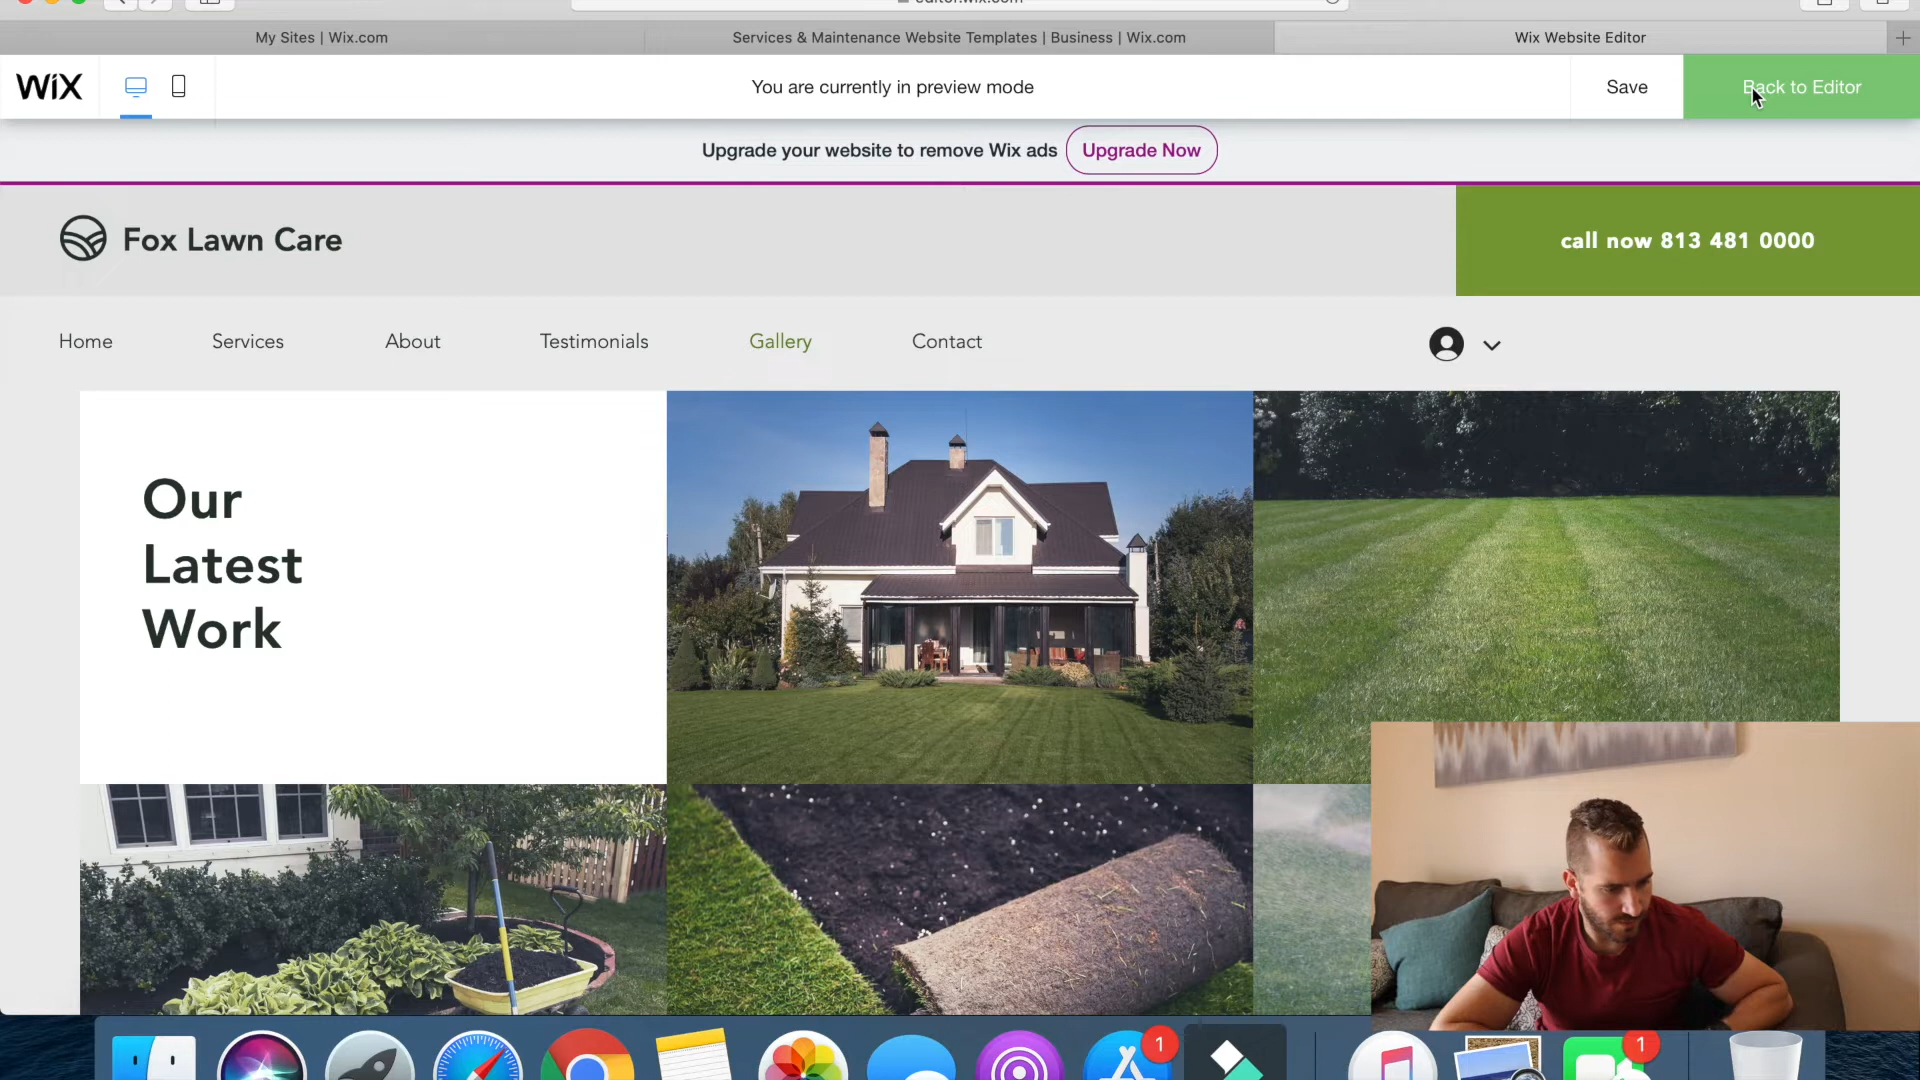 My Sites | Wix.com
Services & Maintenance Website Templates | Business | Wix.com
Wix Website Editor
WiX
You are currently in preview mode
Save
Back to Editor
Upgrade your website to remove Wix ads
Upgrade Now
Fox Lawn Care
call now 813 481 0000
Home
Services
About
Testimonials
Gallery
Contact
Our
Latest
Work
1
1